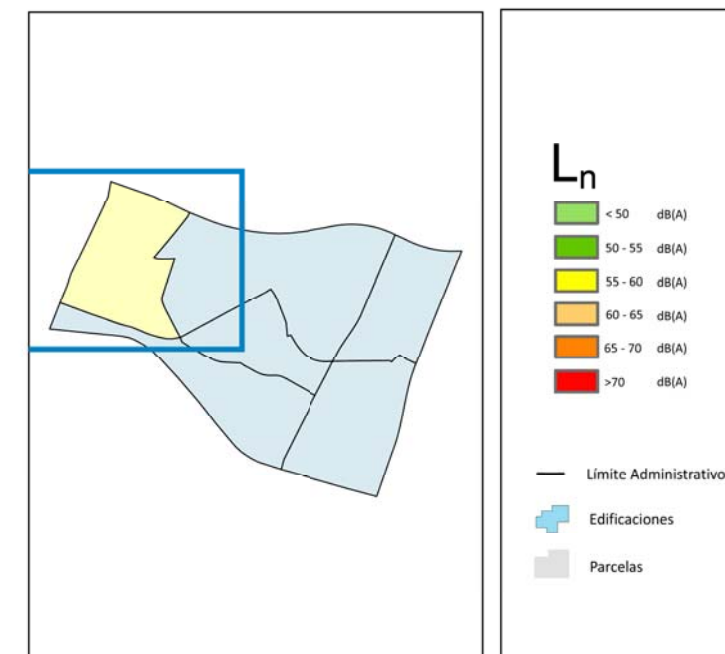 Ln
< 50 dB(A)
50 - 55 dB(A)
55 - 60 dB(A)
60 - 65 dB(A)
65 - 70 dB(A)
>70 dB(A)
Límite Administrativo
Edificaciones
Parcelas